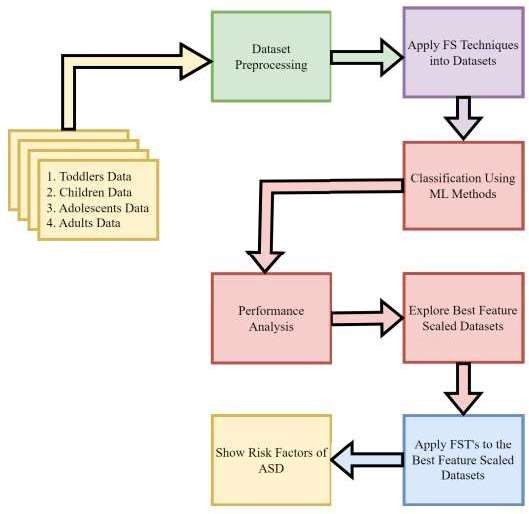 Dataset
Preprocessing
Apply FS Techniques
into Datasets
1. Toddlers Data
2. Children Data
3. Adolescents Data
4. Adults Data
Classification Using
ML Methods
Performance
Analysis
Explore Best Feature
Scaled Datasets
Show Risk Factors of
ASD
Apply FST's to the
Best Feature Scaled
Datasets